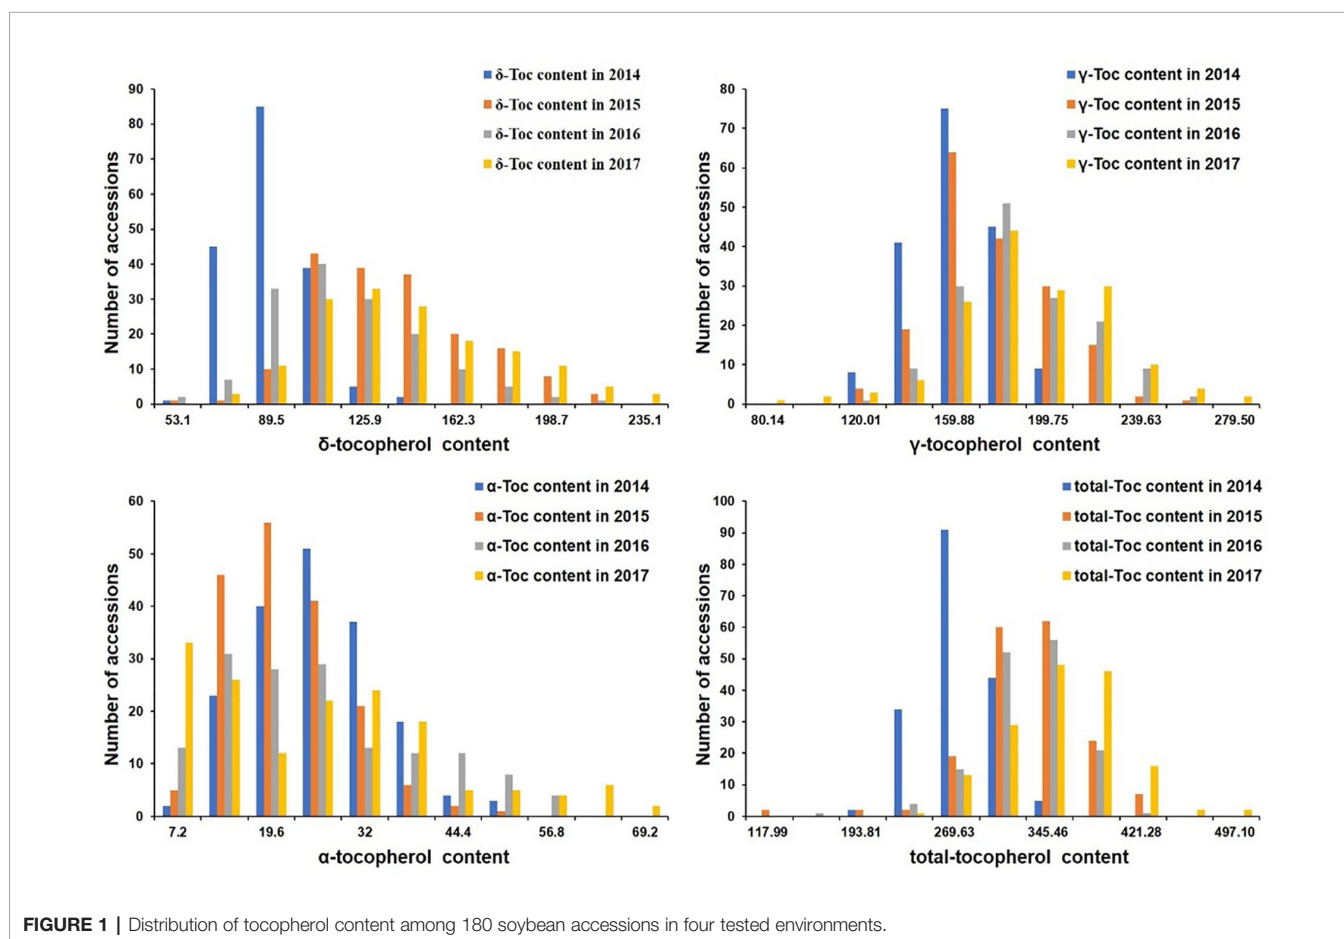 δ-Toc content in 2014
δ-Toc content in 2015
δ-Toc content in 2016
δ-Toc content in 2017
90
80
70
60
50
40
30
20
10
0
Number of accessions
53.1 89.5 125.9 162.3 198.7 235.1
δ-tocopherol content
γ-Toc content in 2014
γ-Toc content in 2015
γ-Toc content in 2016
γ-Toc content in 2017
80
70
60
50
40
30
20
10
0
Number of accessions
80.14 120.01 159.88 199.75 239.63 279.50
γ-tocopherol content
α-Toc content in 2014
α-Toc content in 2015
α-Toc content in 2016
α-Toc content in 2017
60
50
40
30
20
10
0
Number of accessions
7.2 19.6 32 44.4 56.8 69.2
α-tocopherol content
total-Toc content in 2014
total-Toc content in 2015
total-Toc content in 2016
total-Toc content in 2017
100
90
80
70
60
50
40
30
20
10
0
Number of accessions
117.99 193.81 269.63 345.46 421.28 497.10
total-tocopherol content
FIGURE 1 | Distribution of tocopherol content among 180 soybean accessions in four tested environments.